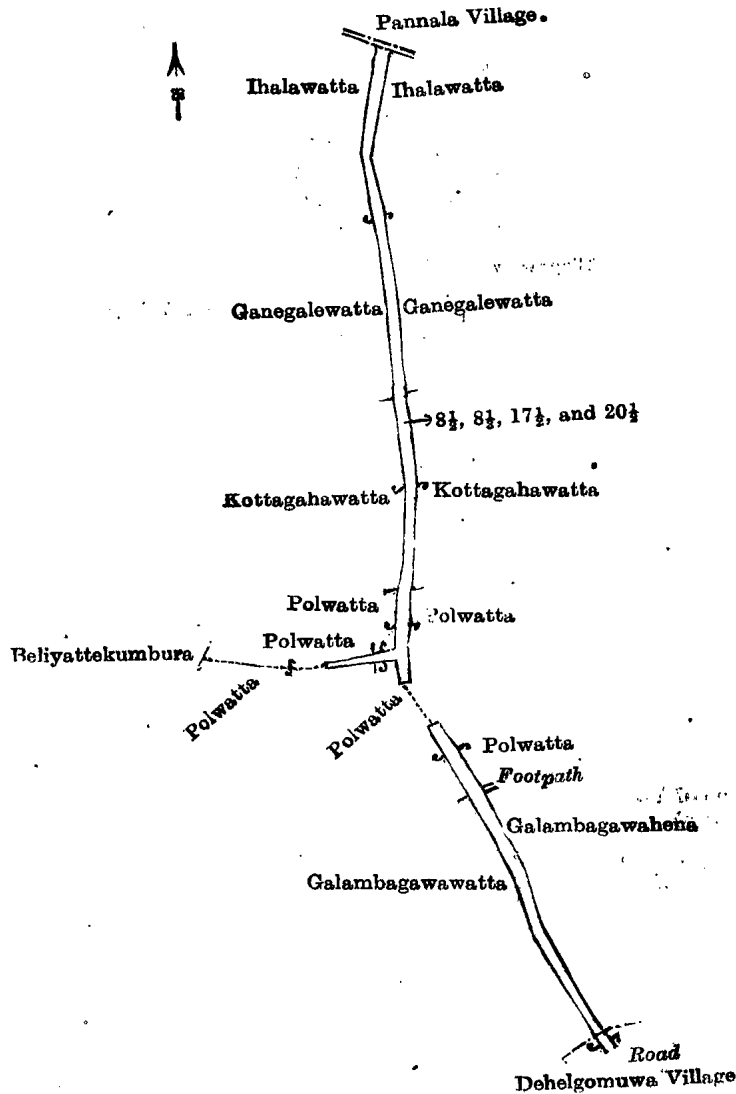 Pannala Village.
Ihalawatta
Ihalawatta
Ganegalewatta
Ganegalewatta
8½, 8½, 17½, and 20½
Kottagahawatta
Kottagahawatta
Polwatta
Polwatta
Polwatta
Beliyattekumbura
Polwatta
Polwatta
Polwatta
Footpath
Galambagawahena
Galambagawawatta
Road
Dehelgomuwa Village